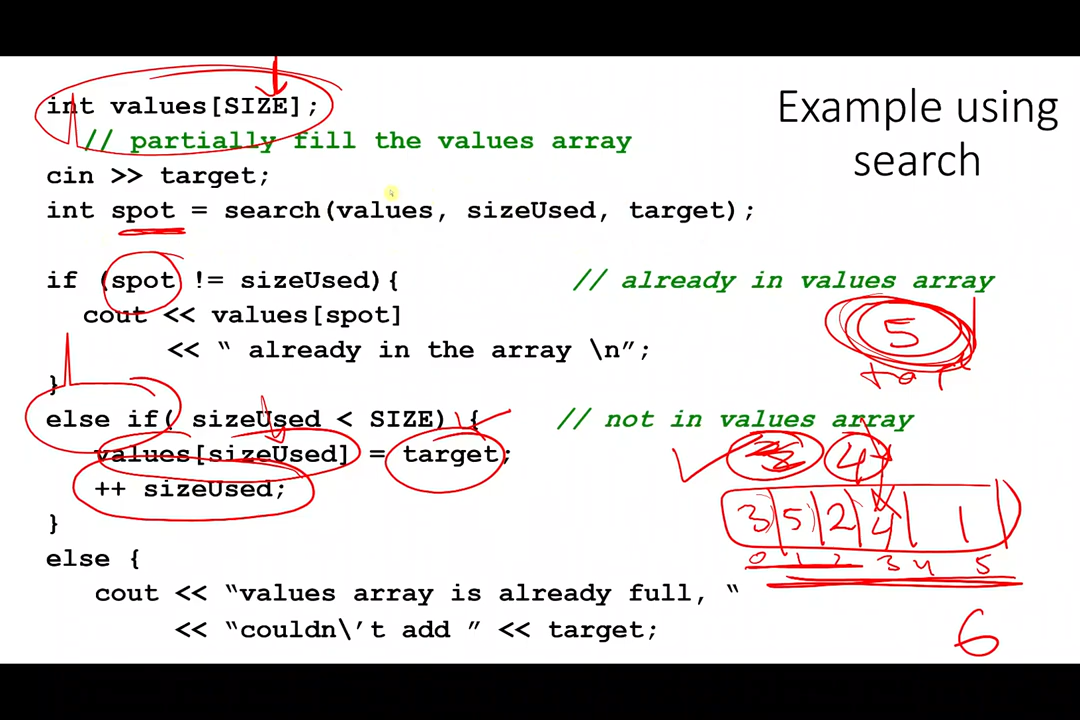 Example using
search
int values[SIZE];
// partially fill the values array
cin >> target;
int spot = search(values, sizeUsed, target);
if (spot != sizeUsed){ // already in values array
cout << values[spot]
<< “ already in the array \n”;
}
else if( sizeUsed < SIZE) { // not in values array
values[sizeUsed] = target;
++ sizeUsed;
}
else {
cout << “values array is already full, “
<< “couldn\’t add ” << target;
5
4
3 5 2 4 1
0 1 2 3 4 5
6